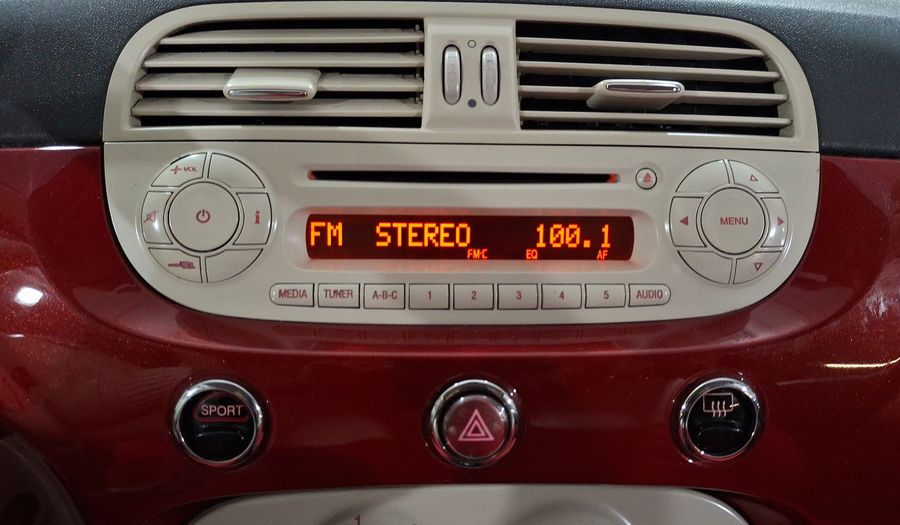 + VOL
FM STEREO 100.1
FM-C EQ AF
MENU
MEDIA TUNER A-B-C 1 2 3 4 5 AUDIO
SPORT